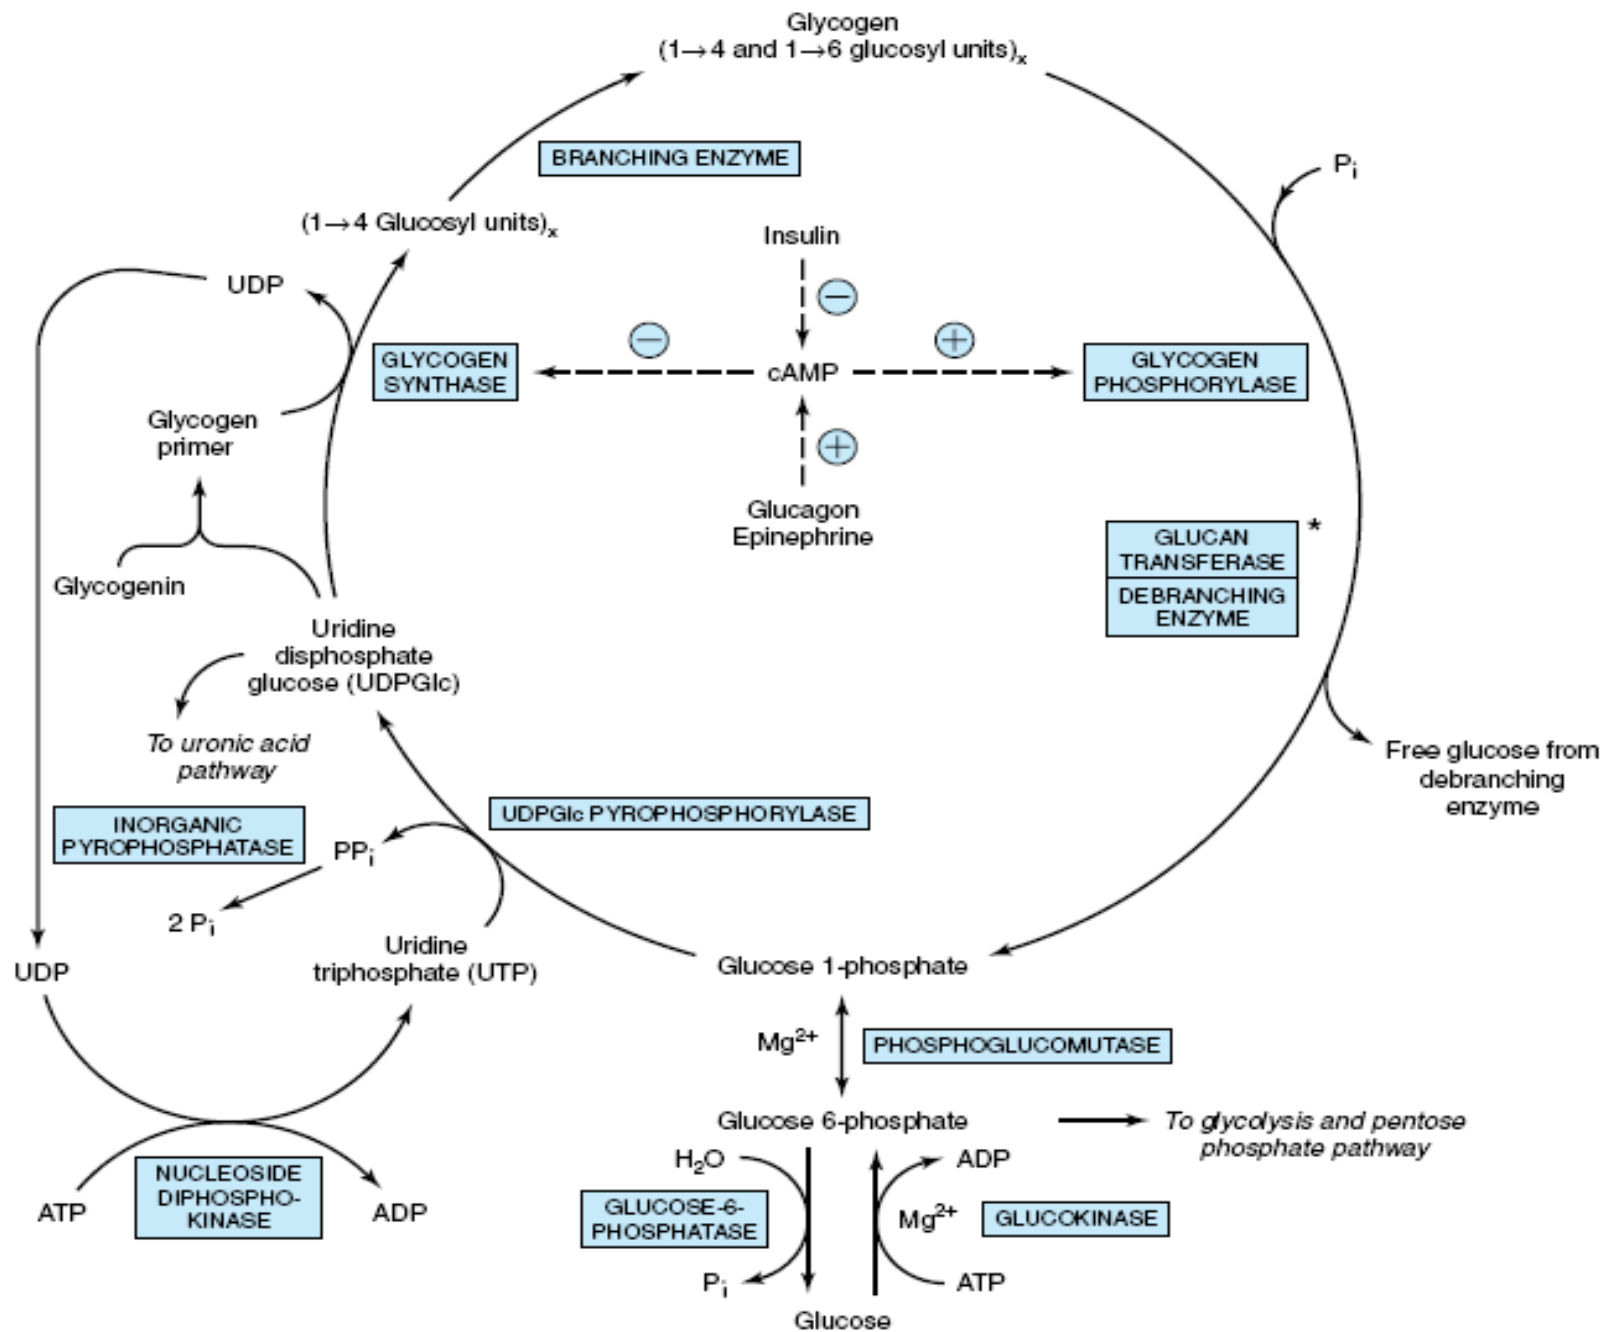 Glycogen
(1→4 and 1→6 glucosyl units)x
BRANCHING ENZYME
Pi
(1→4 Glucosyl units)x
Insulin
UDP
−
−
+
GLYCOGEN
SYNTHASE
cAMP
GLYCOGEN
PHOSPHORYLASE
Glycogen
primer
+
Glucagon
Epinephrine
GLUCAN
TRANSFERASE
*
DEBRANCHING
ENZYME
Glycogenin
Uridine
disphosphate
glucose (UDPGlc)
To uronic acid
pathway
Free glucose from
debranching
enzyme
INORGANIC
PYROPHOSPHATASE
UDPGlc PYROPHOSPHORYLASE
PPi
2 Pi
UDP
Uridine
triphosphate (UTP)
Glucose 1-phosphate
Mg2+
PHOSPHOGLUCOMUTASE
Glucose 6-phosphate
To glycolysis and pentose
phosphate pathway
H2O
ADP
ATP
NUCLEOSIDE
DIPHOSPHO-
KINASE
ADP
GLUCOSE-6-
PHOSPHATASE
Mg2+
GLUCOKINASE
Pi
ATP
Glucose